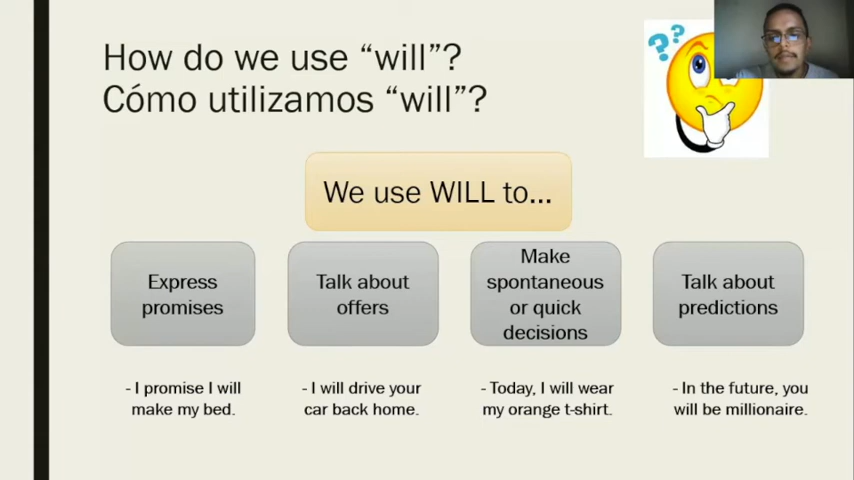 How do we use “will”?
Cómo utilizamos “will”?
??
We use WILL to...
Express
promises
Talk about
offers
Make
spontaneous
or quick
decisions
Talk about
predictions
- I promise I will
make my bed.
- I will drive your
car back home.
- Today, I will wear
my orange t-shirt.
- In the future, you
will be millionaire.